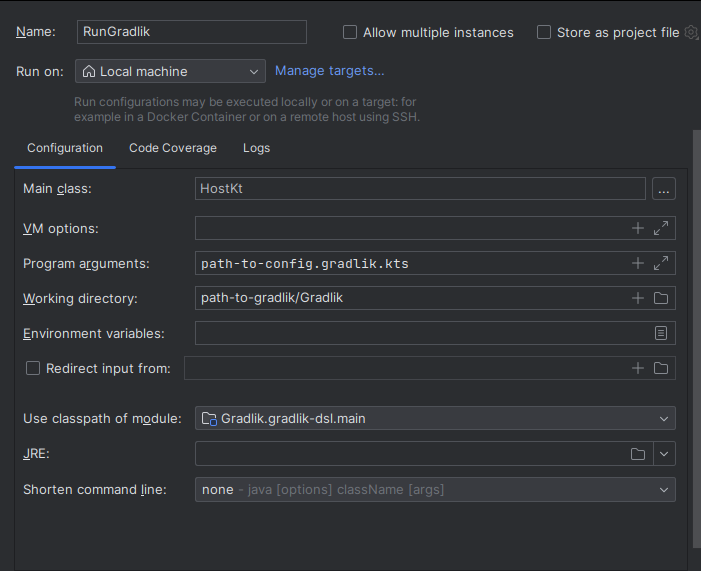 Name: RunGradlik Allow multiple instances Store as project file
Run on: Local machine Manage targets...
Run configurations may be executed locally or on a target: for
example in a Docker Container or on a remote host using SSH.
Configuration Code Coverage Logs
Main class: HostKt ...
VM options:
Program arguments: path-to-config.gradlik.kts
Working directory: path-to-gradlik/Gradlik
Environment variables:
Redirect input from:
Use classpath of module: Gradlik.gradlik-dsl.main
JRE:
Shorten command line: none - java [options] className [args]